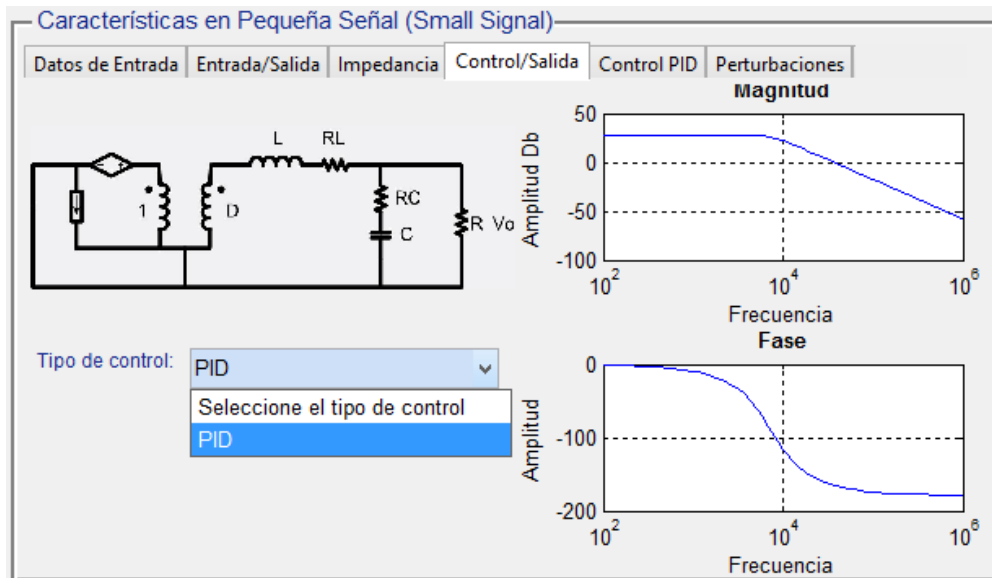 Características en Pequeña Señal (Small Signal)
Datos de Entrada
Entrada/Salida
Impedancia
Control/Salida
Control PID
Perturbaciones
L
RL
1
D
RC
C
R
Vo
Tipo de control:
PID
Seleccione el tipo de control
PID
Magnitud
Amplitud Db
50
0
-50
-100
10^2
10^4
10^6
Frecuencia
Fase
Amplitud
0
-100
-200
10^2
10^4
10^6
Frecuencia